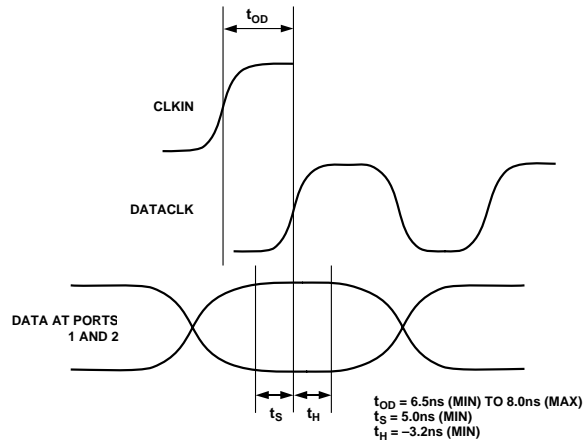 tOD
CLKIN
DATACLK
DATA AT PORTS
1 AND 2
tS
tH
tOD = 6.5ns (MIN) TO 8.0ns (MAX)
tS = 5.0ns (MIN)
tH = –3.2ns (MIN)